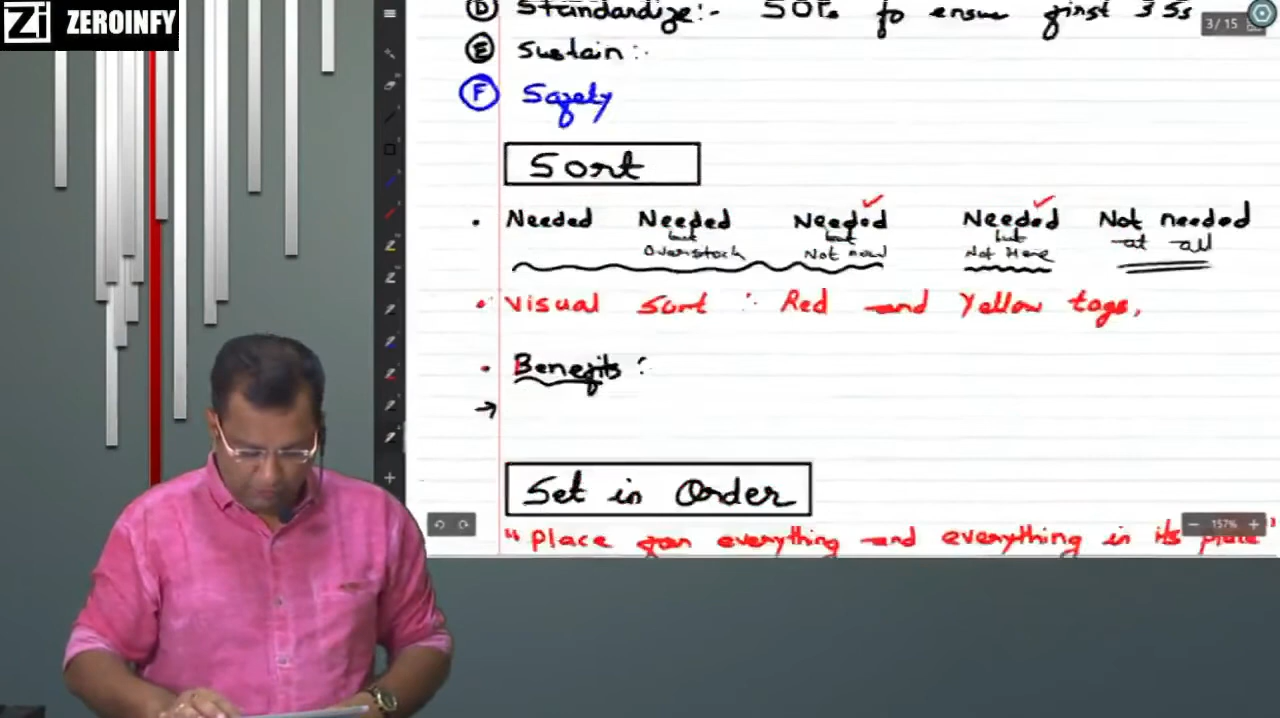 Zi ZEROINFY
D Standardize:- SOPs to ensure first 3 Ss
3/15
E Sustain:-
F Safety
Sort
• Needed Needed but Overstock Needed but Not now Needed but Not Here Not needed at all
• Visual Sort : Red and Yellow tags,
• Benefits :
→
Set in Order
157%
"Place for everything and everything in its place"